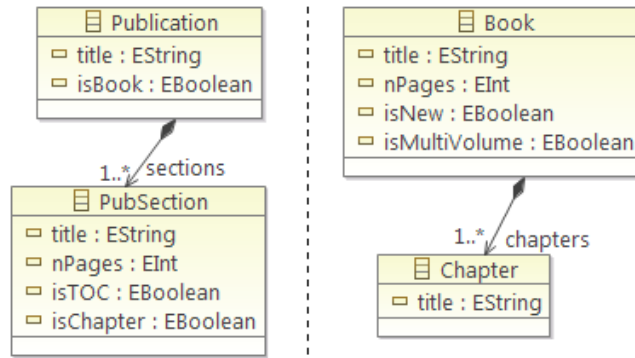 Publication
title : EString
isBook : EBoolean
1..* sections
PubSection
title : EString
nPages : EInt
isTOC : EBoolean
isChapter : EBoolean
Book
title : EString
nPages : EInt
isNew : EBoolean
isMultiVolume : EBoolean
1..* chapters
Chapter
title : EString